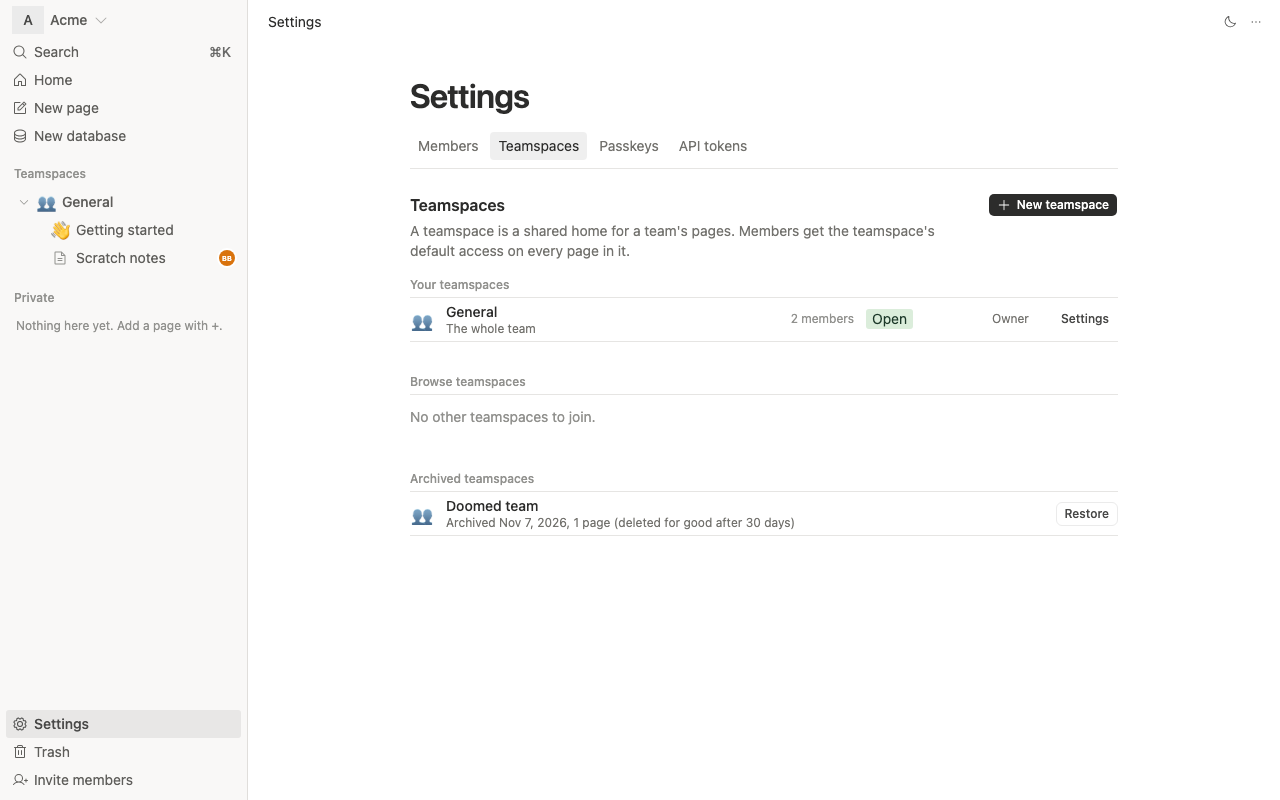 A Acme
Search ⌘K
Home
New page
New database
Teamspaces
General
Getting started
Scratch notes BB
Private
Nothing here yet. Add a page with +.
Settings
Trash
Invite members
Settings
Settings
Members Teamspaces Passkeys API tokens
Teamspaces
New teamspace
A teamspace is a shared home for a team's pages. Members get the teamspace's
default access on every page in it.
Your teamspaces
General
The whole team
2 members Open Owner Settings
Browse teamspaces
No other teamspaces to join.
Archived teamspaces
Doomed team
Archived Nov 7, 2026, 1 page (deleted for good after 30 days)
Restore